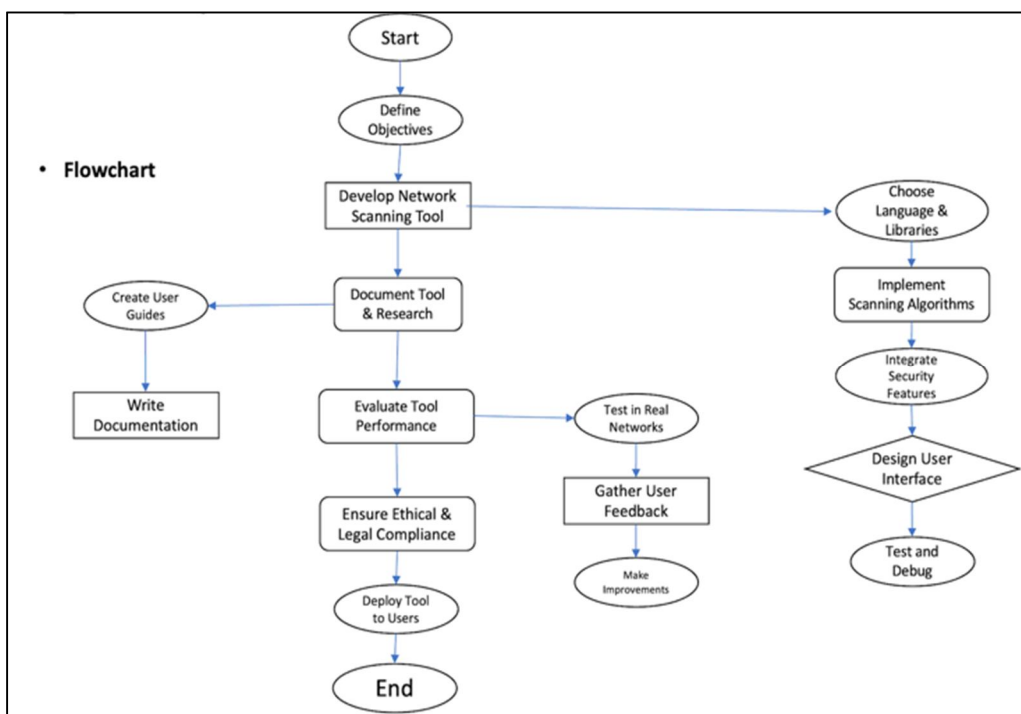 Start
Define
Objectives
• Flowchart
Develop Network
Scanning Tool
Choose
Language &
Libraries
Document Tool
& Research
Create User
Guides
Implement
Scanning Algorithms
Write
Documentation
Evaluate Tool
Performance
Test in Real
Networks
Integrate
Security
Features
Design User
Interface
Gather User
Feedback
Ensure Ethical &
Legal Compliance
Test and
Debug
Make
Improvements
Deploy Tool
to Users
End